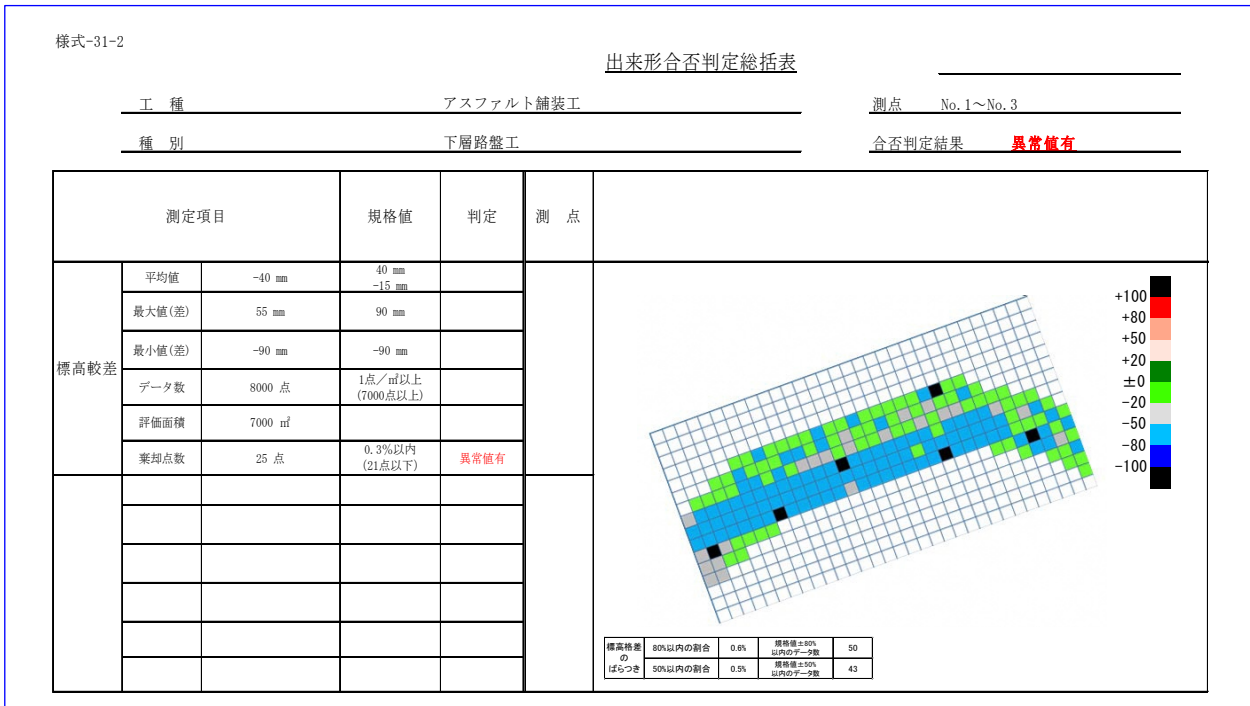 様式-31-2
出来形合否判定総括表
工 種 アスファルト舗装工 測点 No.1～No.3
種 別 下層路盤工 合否判定結果 異常値有
測定項目 規格値 判定 測 点
標高較差
平均値 -40 ㎜ 40 ㎜
-15 ㎜
最大値(差) 55 ㎜ 90 ㎜
最小値(差) -90 ㎜ -90 ㎜
データ数 8000 点 1点／㎡以上
(7000点以上)
評価面積 7000 ㎡
棄却点数 25 点 0.3%以内
(21点以下) 異常値有
+100
+80
+50
+20
±0
-20
-50
-80
-100
標高格差
の
ばらつき
80%以内の割合 0.6% 規格値±80%
以内のデータ数 50
50%以内の割合 0.5% 規格値±50%
以内のデータ数 43